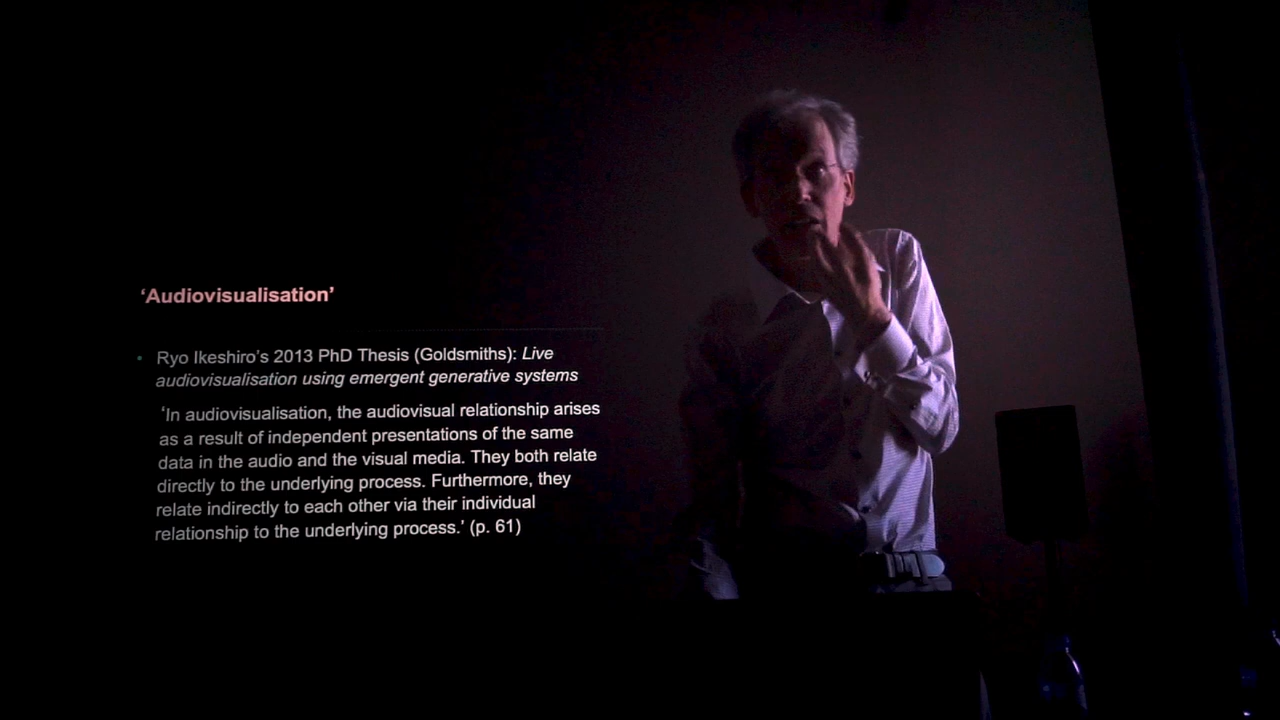 ‘Audiovisualisation’
• Ryo Ikeshiro’s 2013 PhD Thesis (Goldsmiths): Live
audiovisualisation using emergent generative systems
‘In audiovisualisation, the audiovisual relationship arises
as a result of independent presentations of the same
data in the audio and the visual media. They both relate
directly to the underlying process. Furthermore, they
relate indirectly to each other via their individual
relationship to the underlying process.’ (p. 61)